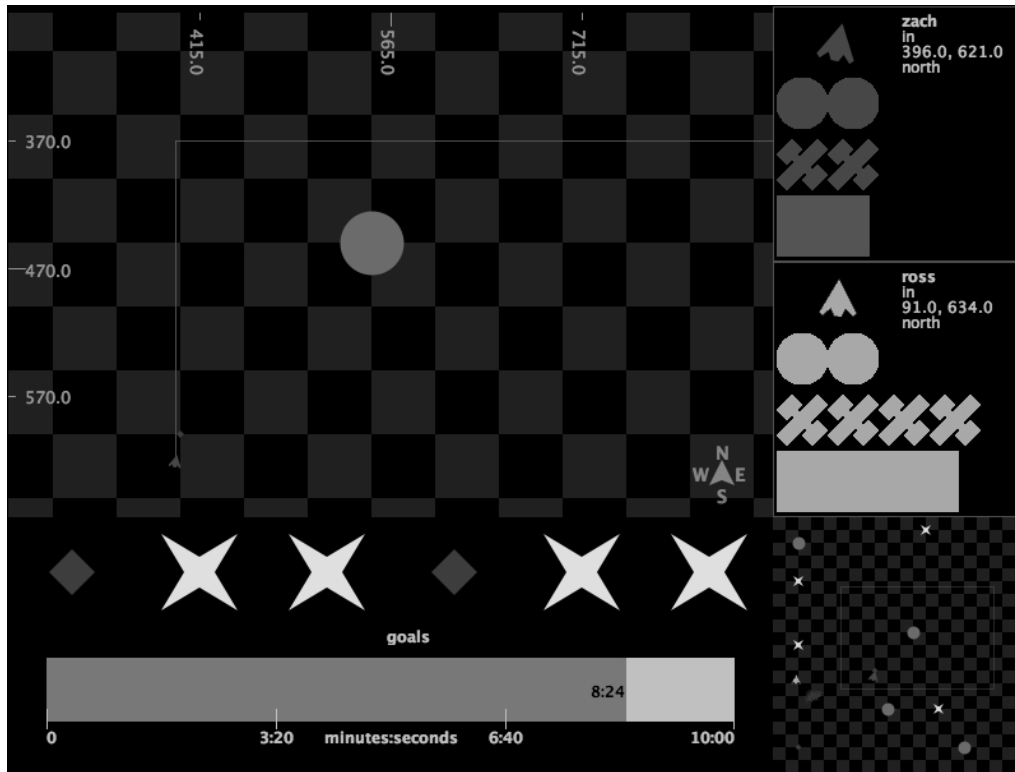 415.0
565.0
715.0
370.0
470.0
570.0
N
W E
S
zach
in
396.0, 621.0
north
ross
in
91.0, 634.0
north
goals
8:24
0 3:20 minutes:seconds 6:40 10:00